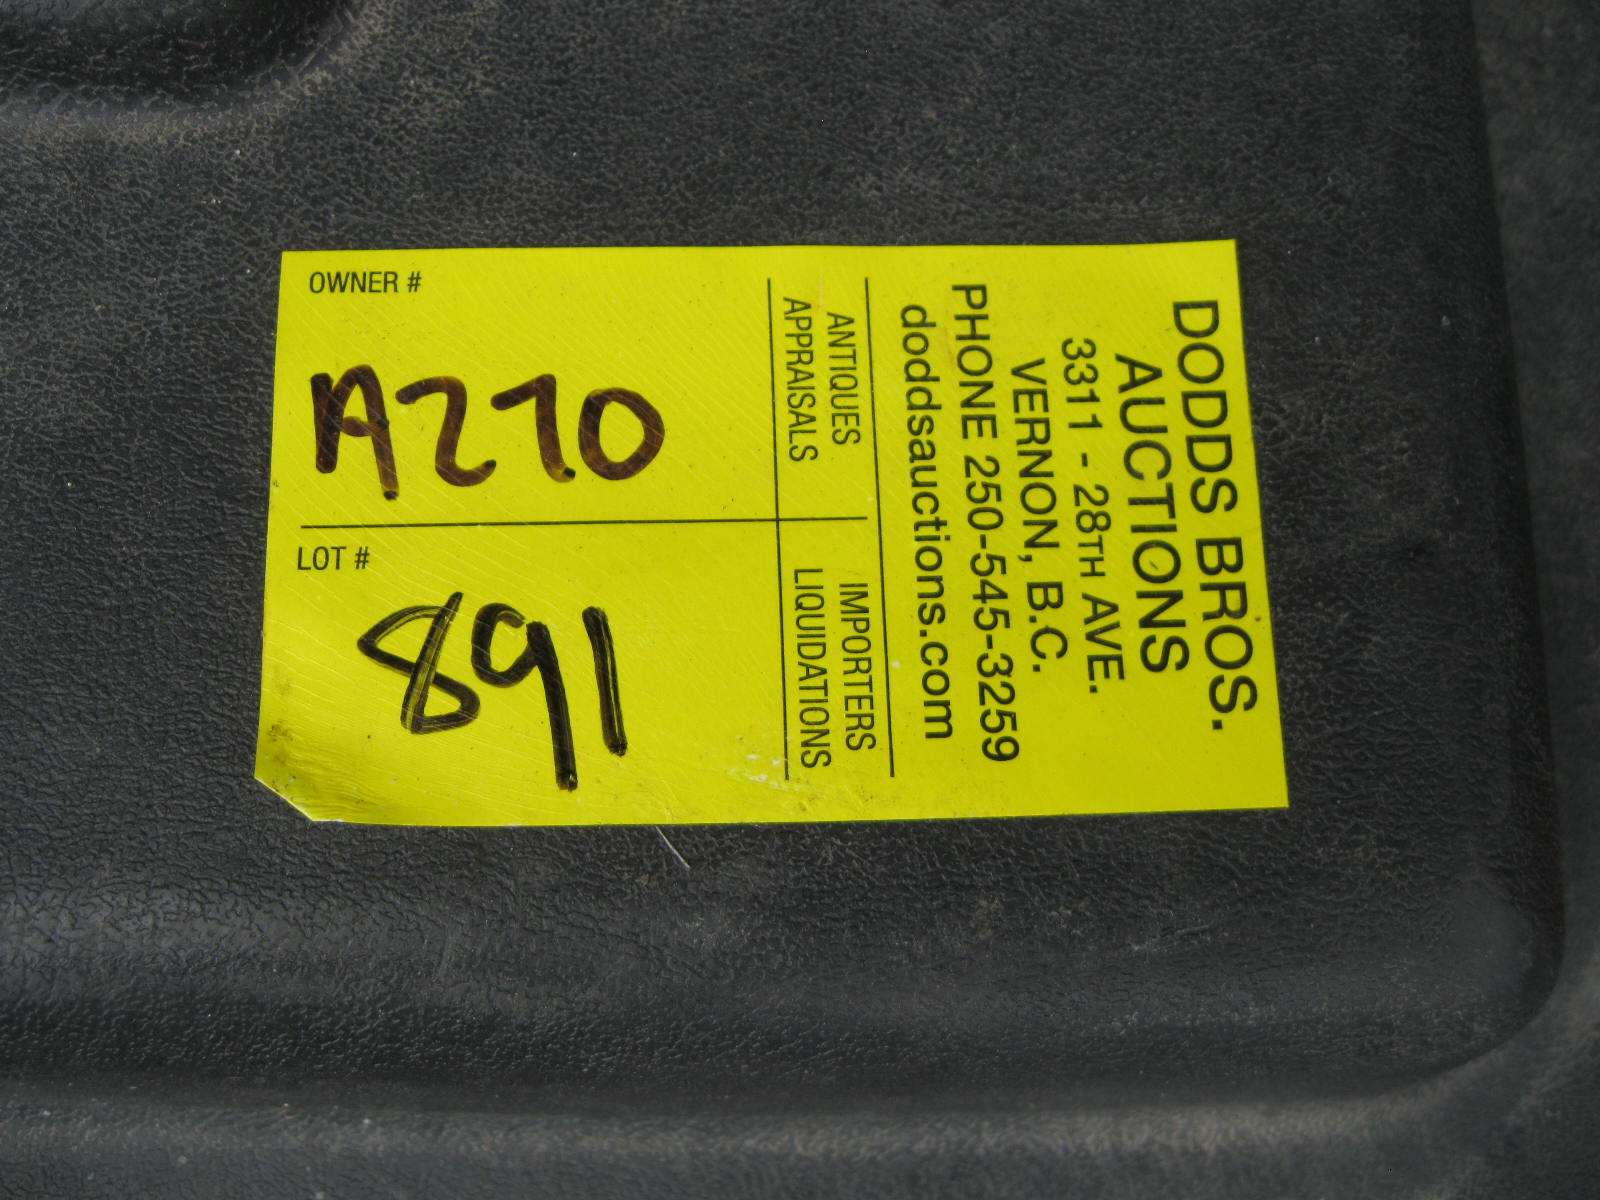 OWNER #
A270
LOT #
891
ANTIQUES
APPRAISALS
IMPORTERS
LIQUIDATIONS
DODDS BROS.
AUCTIONS
3311 - 28TH AVE.
VERNON, B.C.
PHONE 250-545-3259
doddsauctions.com